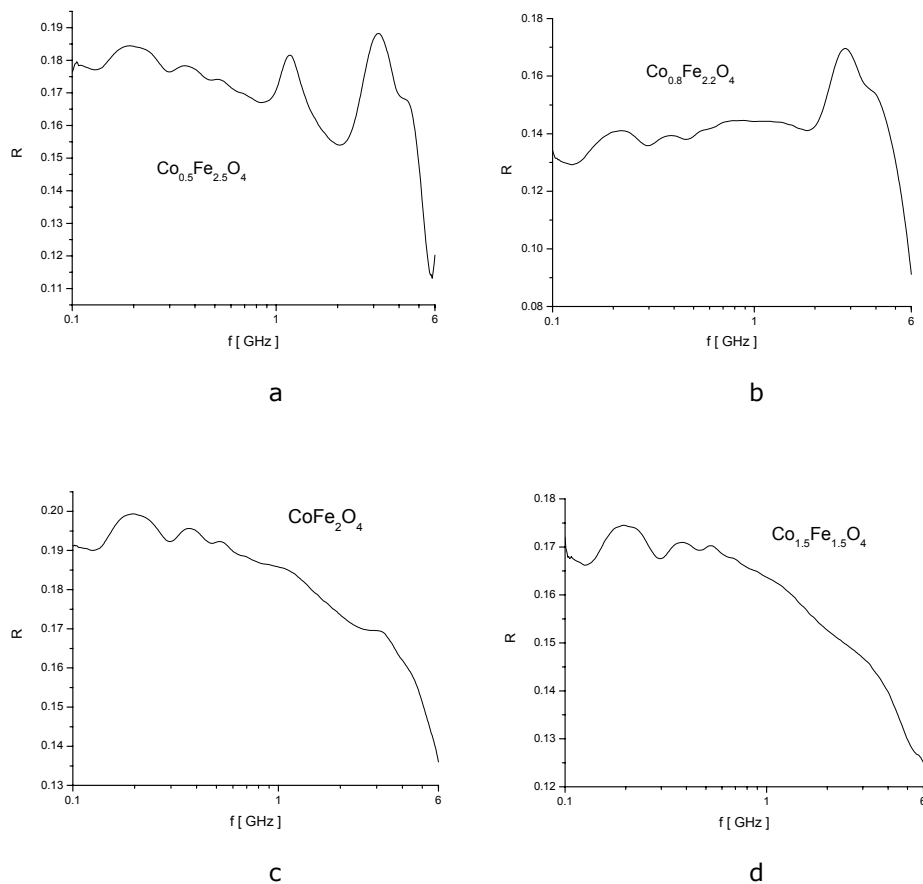 0.19
0.18
0.17
0.16
0.15
0.14
0.13
0.12
0.11
R
Co0.5Fe2.5O4
0.1
1
6
f [ GHz ]
a
0.18
0.16
0.14
0.12
0.10
0.08
R
Co0.8Fe2.2O4
0.1
1
6
f [ GHz ]
b
0.20
0.19
0.18
0.17
0.16
0.15
0.14
0.13
R
CoFe2O4
0.1
1
6
f [ GHz ]
c
0.18
0.17
0.16
0.15
0.14
0.13
0.12
R
Co1.5Fe1.5O4
0.1
1
6
f [ GHz ]
d